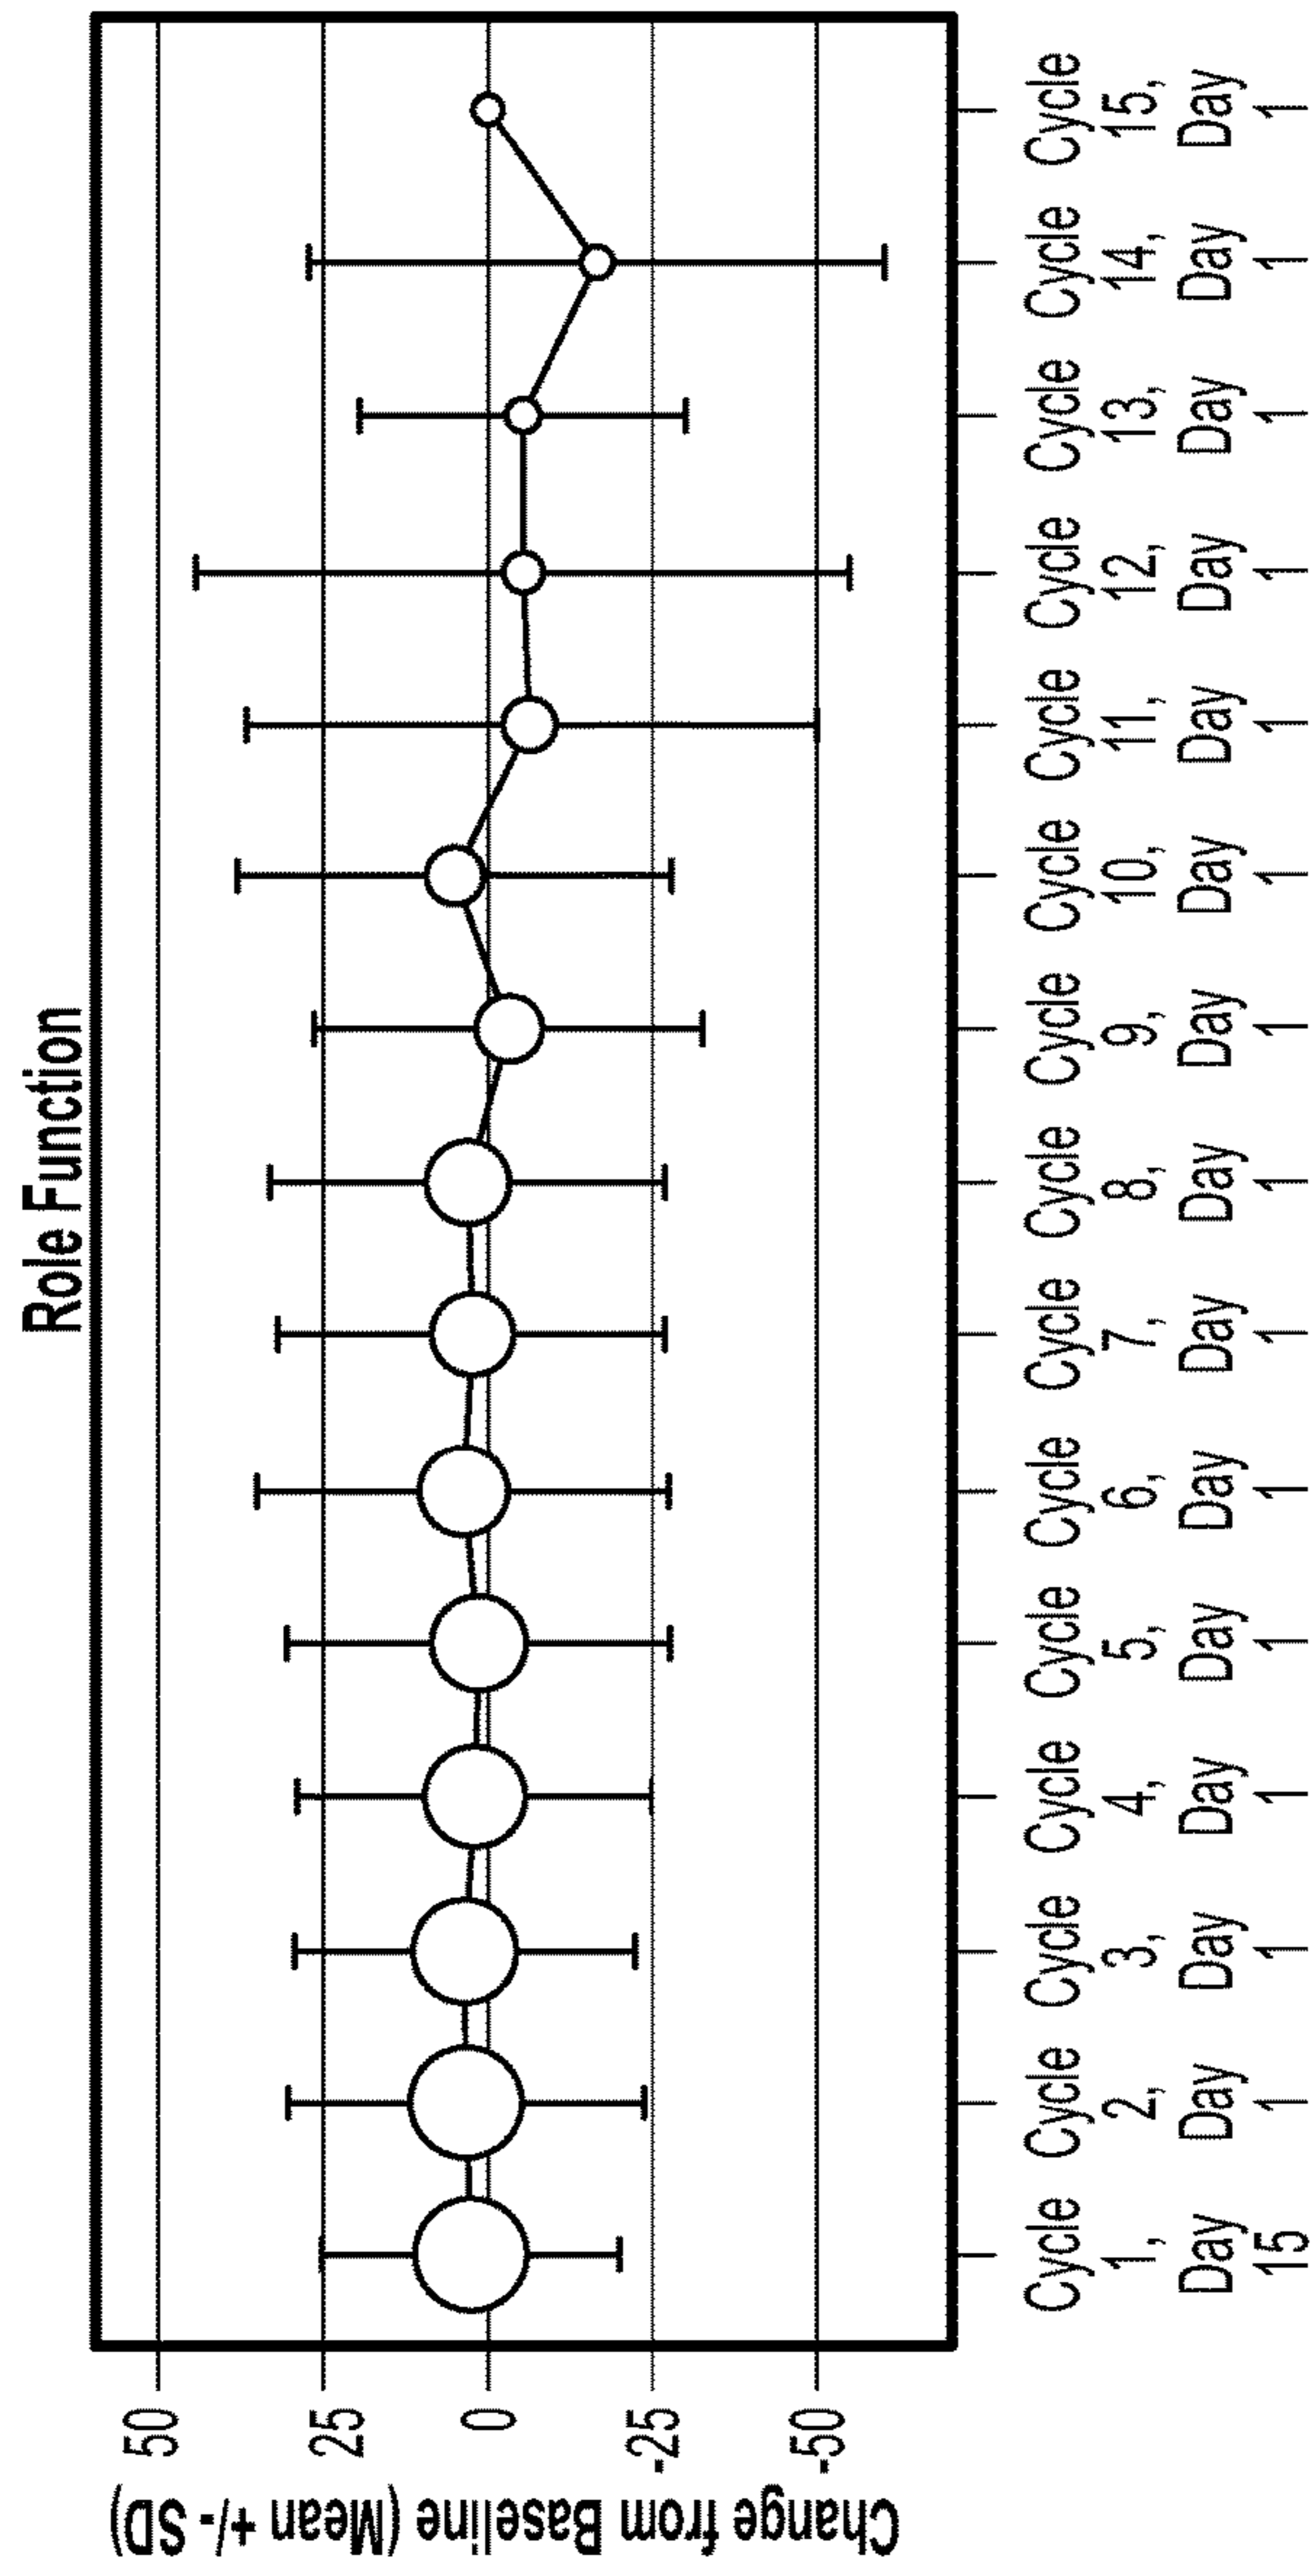 Role Function
Change from Baseline (Mean +/- SD)
50
25
0
-25
-50
Cycle
1,
Day
15
Cycle
2,
Day
1
Cycle
3,
Day
1
Cycle
4,
Day
1
Cycle
5,
Day
1
Cycle
6,
Day
1
Cycle
7,
Day
1
Cycle
8,
Day
1
Cycle
9,
Day
1
Cycle
10,
Day
1
Cycle
11,
Day
1
Cycle
12,
Day
1
Cycle
13,
Day
1
Cycle
14,
Day
1
Cycle
15,
Day
1